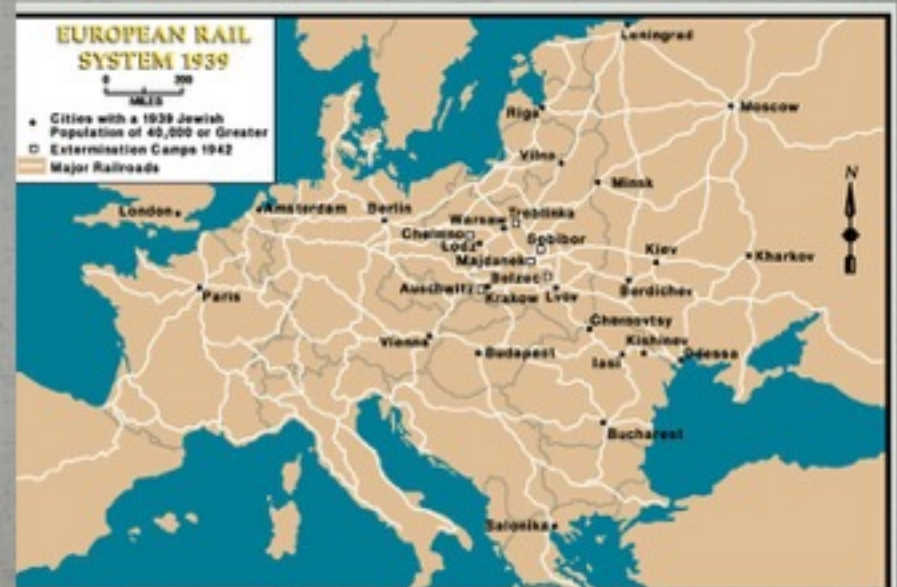 EUROPEAN RAIL
SYSTEM 1939
0 200
MILES
Cities with a 1939 Jewish
Population of 40,000 or Greater
Extermination Camps 1942
Major Railroads
N
Leningrad
Moscow
Riga
Vilna
Minsk
London
Amsterdam
Berlin
Warsaw
Treblinka
Chelmno
Lodz
Sobibor
Majdanek
Kiev
Kharkov
Belzec
Auschwitz
Krakow
Lvov
Berdichev
Paris
Chernovtsy
Vienna
Budapest
Kishinev
Iasi
Odessa
Bucharest
Salonika